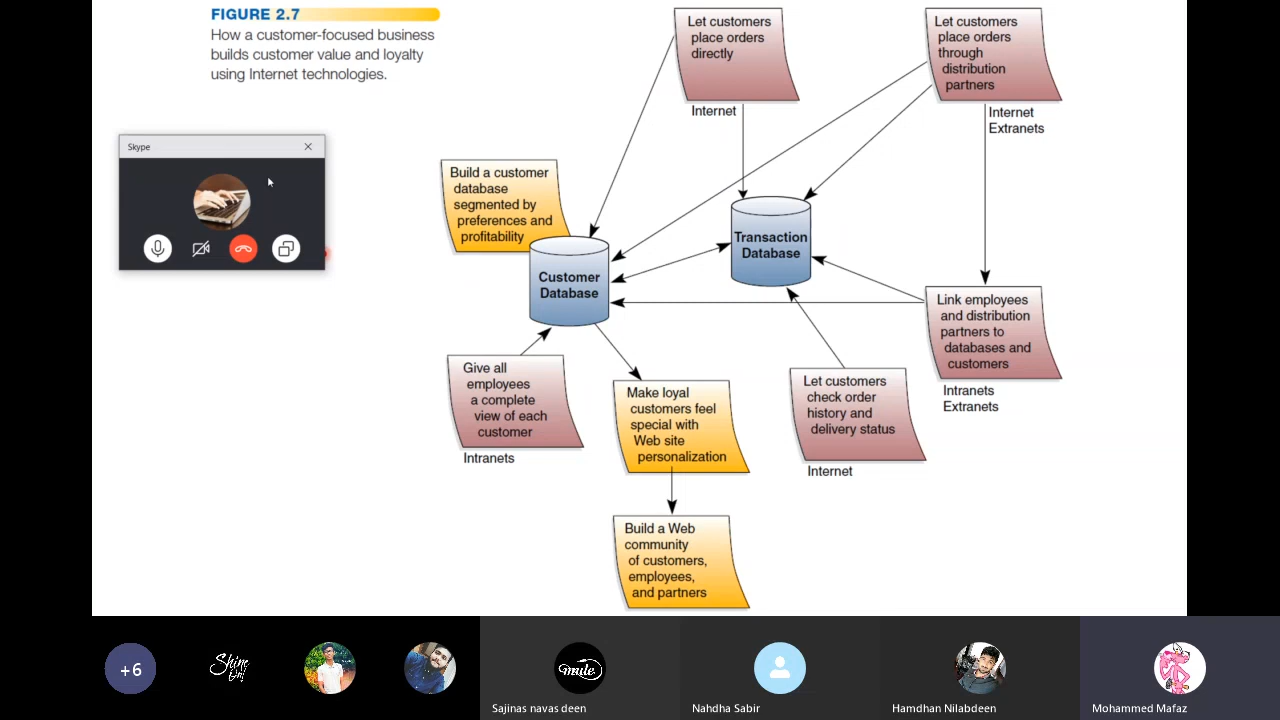 FIGURE 2.7
How a customer-focused business
builds customer value and loyalty
using Internet technologies.
Let customers
place orders
directly
Internet
Let customers
place orders
through
distribution
partners
Internet
Extranets
Skype
Build a customer
database
segmented by
preferences and
profitability
Customer
Database
Transaction
Database
Link employees
and distribution
partners to
databases and
customers
Intranets
Extranets
Give all
employees
a complete
view of each
customer
Intranets
Make loyal
customers feel
special with
Web site
personalization
Let customers
check order
history and
delivery status
Internet
Build a Web
community
of customers,
employees,
and partners
+6
Shine
mute
Sajinas navas deen
Nahdha Sabir
Hamdhan Nilabdeen
Mohammed Mafaz